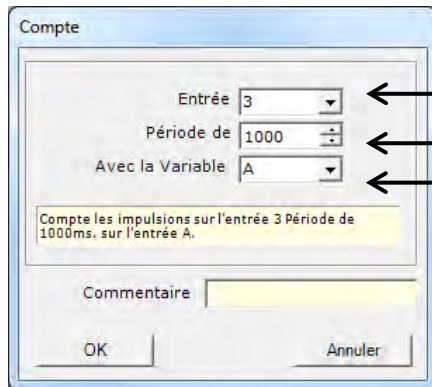 Compte
Entrée 3
Période de 1000
Avec la Variable A
Compte les impulsions sur l'entrée 3 Période de
1000ms. sur l'entrée A.
Commentaire
OK Annuler